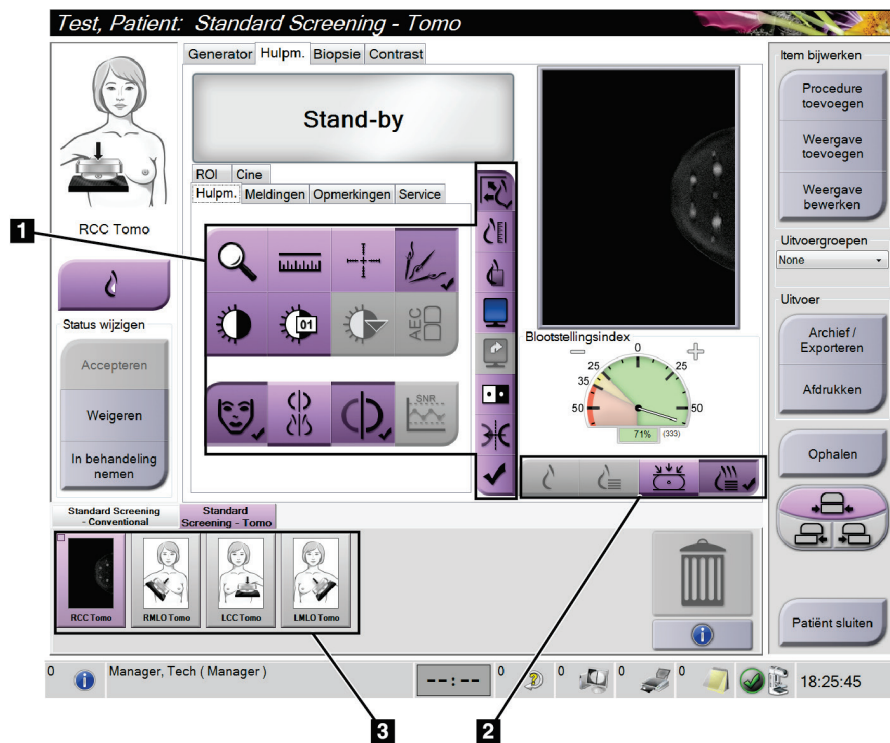 Test, Patient: Standard Screening - Tomo
Generator Hulpm. Biopsie Contrast
Stand-by
ROI Cine
Hulpm. Meldingen Opmerkingen Service
RCC Tomo
Status wijzigen
Accepteren
Weigeren
In behandeling
nemen
1
01
AEC
SNR
Blootstellingsindex
0
25 25
35
50 50
71% (333)
Item bijwerken
Procedure
toevoegen
Weergave
toevoegen
Weergave
bewerken
Uitvoergroepen
None
Uitvoer
Archief /
Exporteren
Afdrukken
Ophalen
Patiënt sluiten
Standard Screening
- Conventional
Standard
Screening - Tomo
RCC Tomo
RMLO Tomo
LCC Tomo
LMLO Tomo
0 Manager, Tech ( Manager ) --:-- 0 0 0 0 18:25:45
3
2